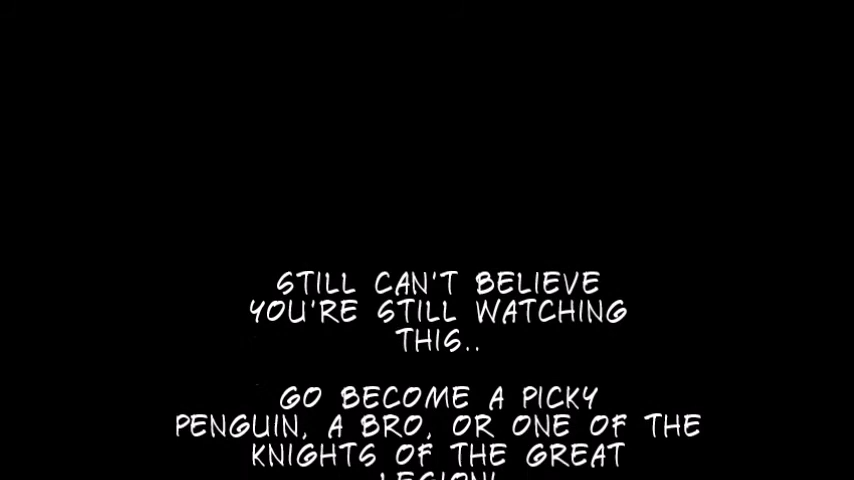 STILL CAN'T BELIEVE
YOU'RE STILL WATCHING
THIS..
GO BECOME A PICKY
PENGUIN, A BRO, OR ONE OF THE
KNIGHTS OF THE GREAT
LEGION!